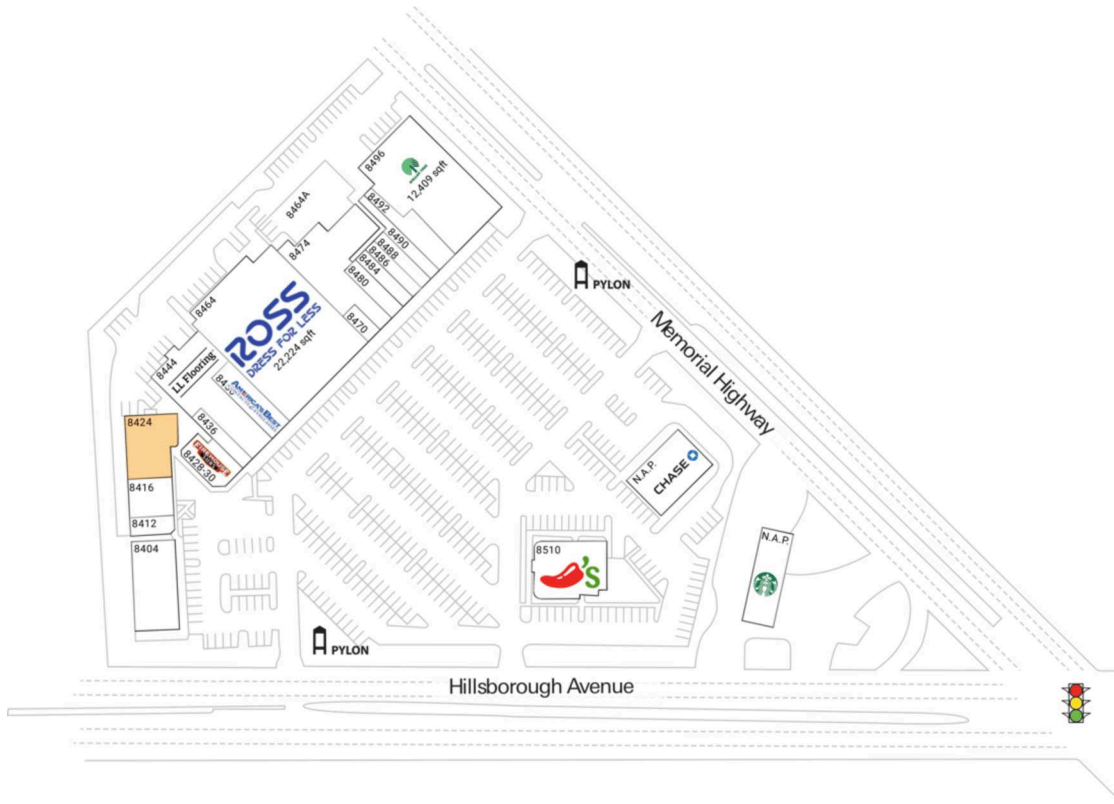 8496
12,409 sqft
8492
8490
8488
8486
8484
8480
8470
8464A
8474
8464
ROSS
DRESS FOR LESS
22,224 sqft
8444
LL Flooring
AMERICA'S BEST
8436
FIREHOUSE
SUBS
8428-30
8424
8416
8412
8404
PYLON
Memorial Highway
N.A.P.
CHASE
N.A.P.
8510
'S
PYLON
Hillsborough Avenue